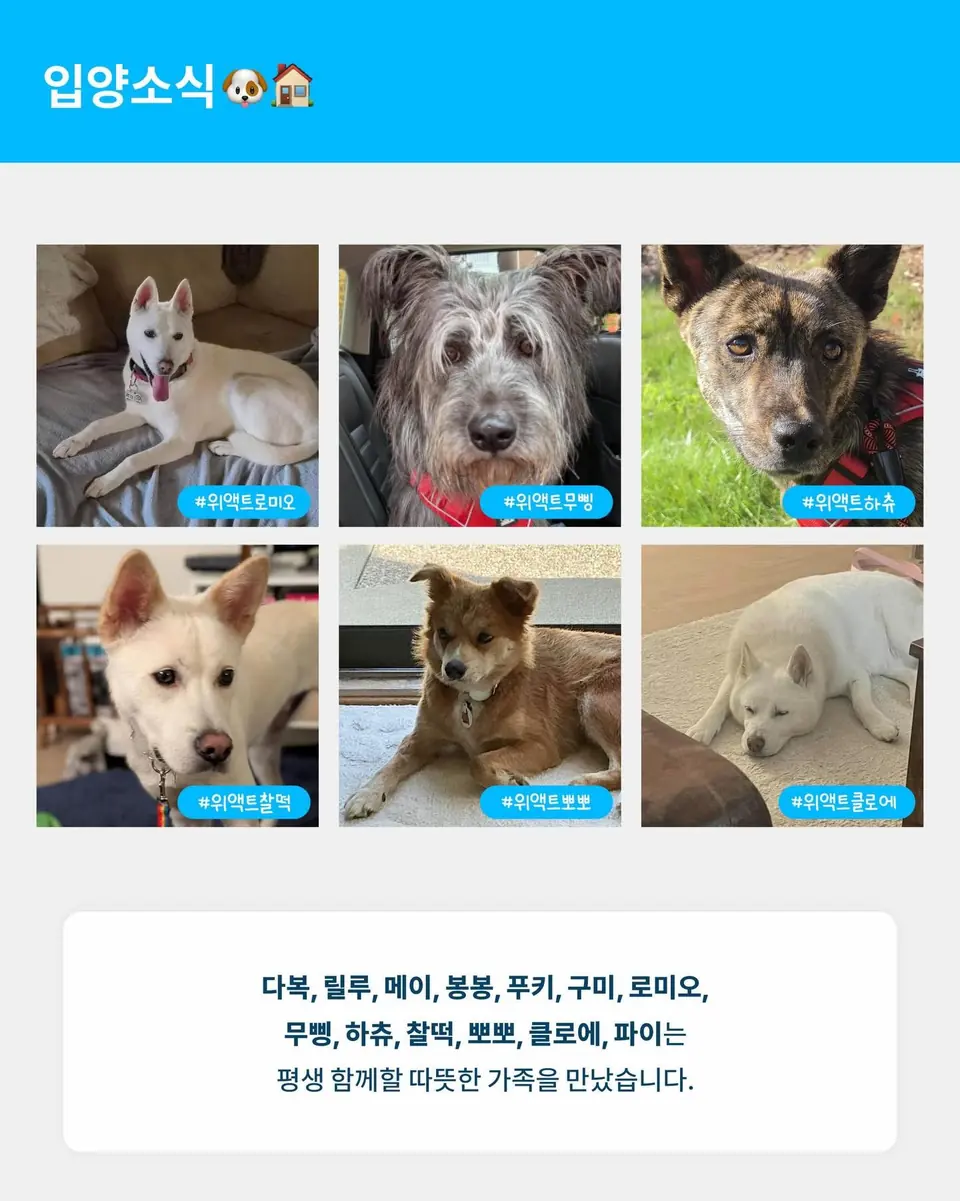 입양소식🐶🏠
#위액트로미오
#위액트무삥
#위액트하츄
#위액트찰떡
#위액트뽀뽀
#위액트클로에
다복, 릴루, 메이, 봉봉, 푸키, 구미, 로미오,
무삥, 하츄, 찰떡, 뽀뽀, 클로에, 파이는
평생 함께할 따뜻한 가족을 만났습니다.